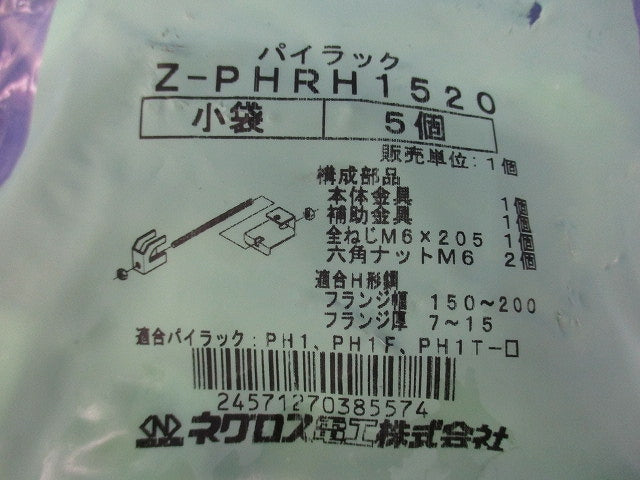 パイラック
Z-PHRH1520
小袋 5個
販売単位:1個
構成部品
本体金具 1個
補助金具 1個
全ねじM6×205 1個
六角ナットM6 2個
適合H形鋼
フランジ幅 150~200
フランジ厚 7~15
適合パイラック:PH1、PH1F、PH1T-□
24571270385574
ネグロス電工株式会社